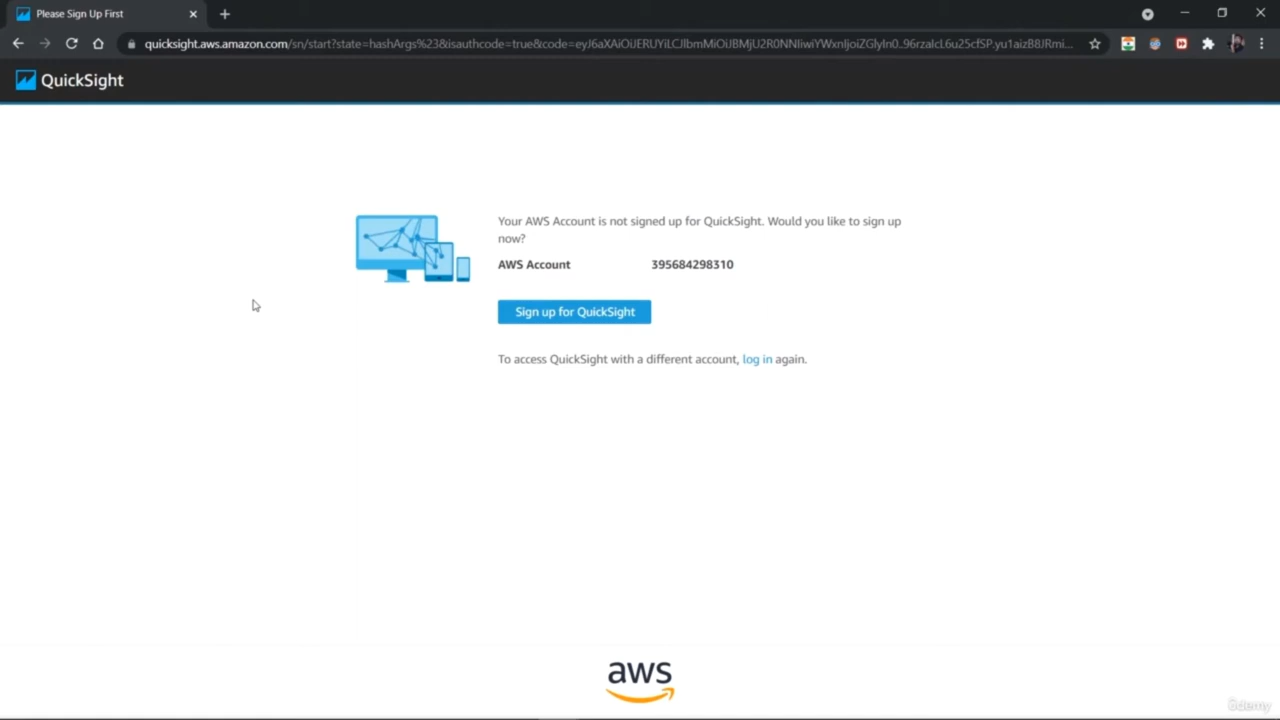 Please Sign Up First
quicksight.aws.amazon.com/sn/start?state=hashArgs%23&isauthcode=true&code=
QuickSight
Your AWS Account is not signed up for QuickSight. Would you like to sign up
now?
AWS Account 395684298310
Sign up for QuickSight
To access QuickSight with a different account, log in again.
aws
ûdemy